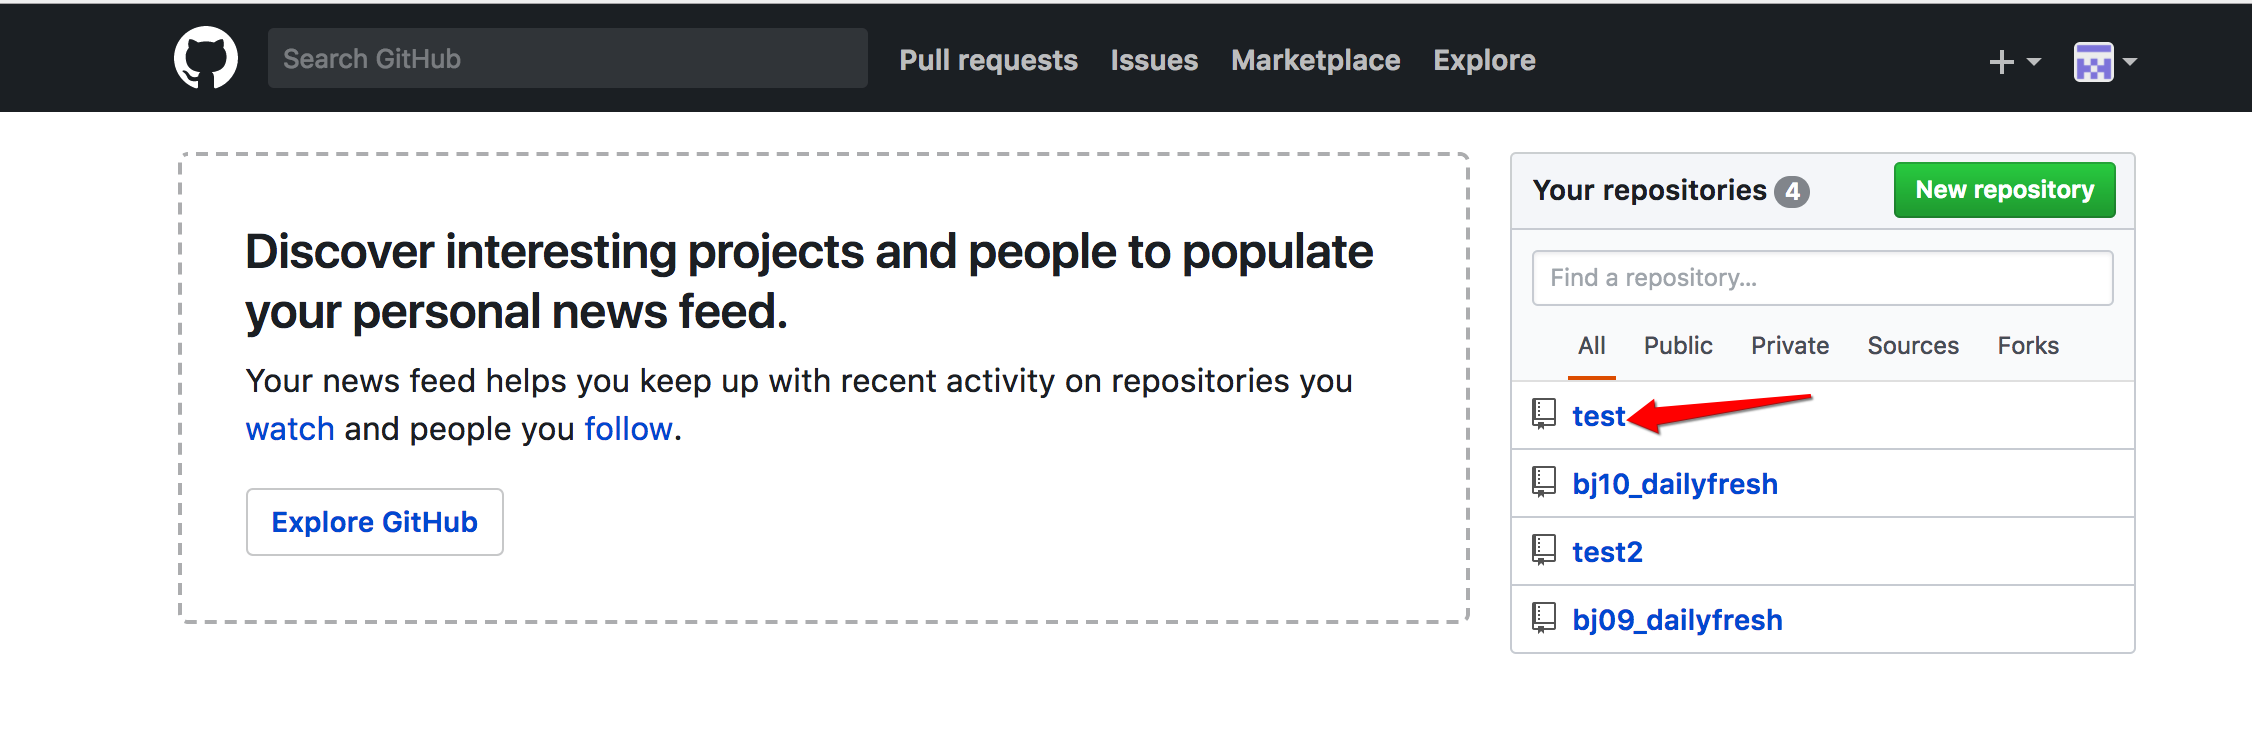 Search GitHub
Pull requests
Issues
Marketplace
Explore
Discover interesting projects and people to populate
your personal news feed.
Your news feed helps you keep up with recent activity on repositories you
watch and people you follow.
Explore GitHub
Your repositories 4
New repository
Find a repository...
All
Public
Private
Sources
Forks
test
bj10_dailyfresh
test2
bj09_dailyfresh